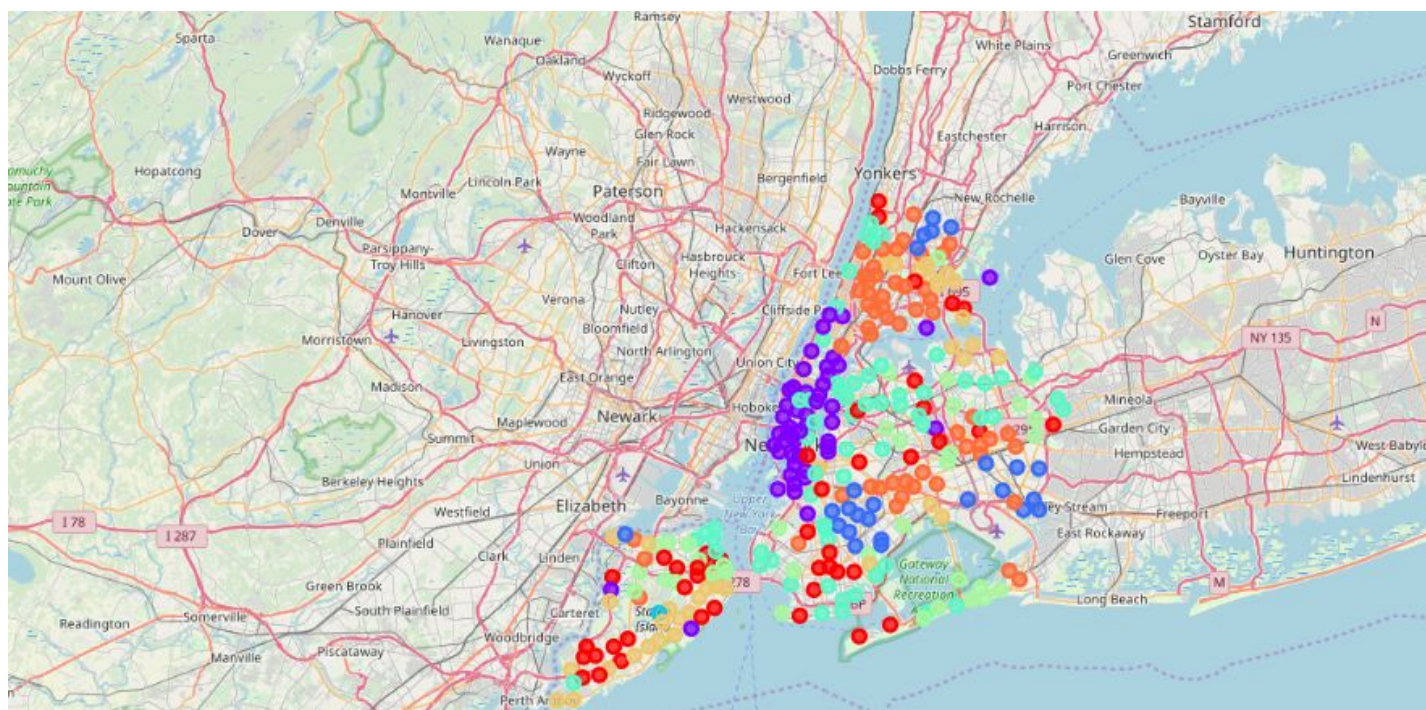 Ramsey
Stamford
Sparta
Wanaque
White Plains
Oakland
Greenwich
Dobbs Ferry
Wyckoff
Port Chester
Westwood
Ridgewood
Harrison
Glen Rock
Eastchester
Wayne
Fair Lawn
Hopatcong
Bergenfield
Yonkers
Lincoln Park
Montville
Paterson
New Rochelle
Bayville
Woodland
Park
Denville
Hackensack
Dover
Parsippany-
Troy Hills
Hasbrouck
Heights
Clifton
Oyster Bay
Huntington
Glen Cove
Mount Olive
Fort Lee
Verona
Nutley
Cliffside
Hanover
Bloomfield
N
Morristown
Livingston
North Arlington
NY 135
Union City
East Orange
Madison
Mineola
Newark
Maplewood
Garden City
Summit
Hempstead
Union
Berkeley Heights
Lindenhurst
Bayonne
Upper
New York
Elizabeth
Westfield
Freeport
I 78
I 287
East Rockaway
Plainfield
Clark
Linden
Gateway
National
Recreation
278
M
Green Brook
Long Beach
Carteret
South Plainfield
Somerville
Readington
Woodbridge
Manville
Piscataway